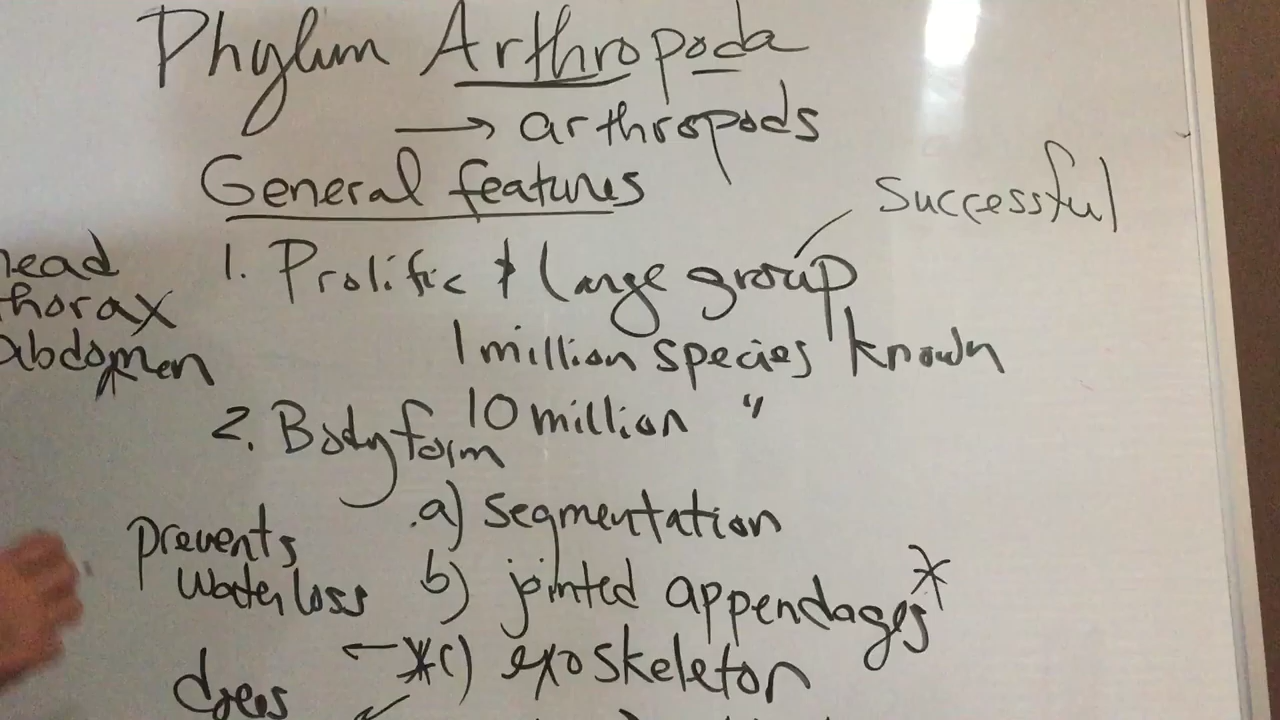 Phylum Arthropoda
→ arthropods
General features
Successful
1. Prolific & large group
head
thorax
abdomen
1 million species known
10 million "
2. Body form
a) segmentation
prevents
water loss
b) jointed appendages *
← * c) exoskeleton